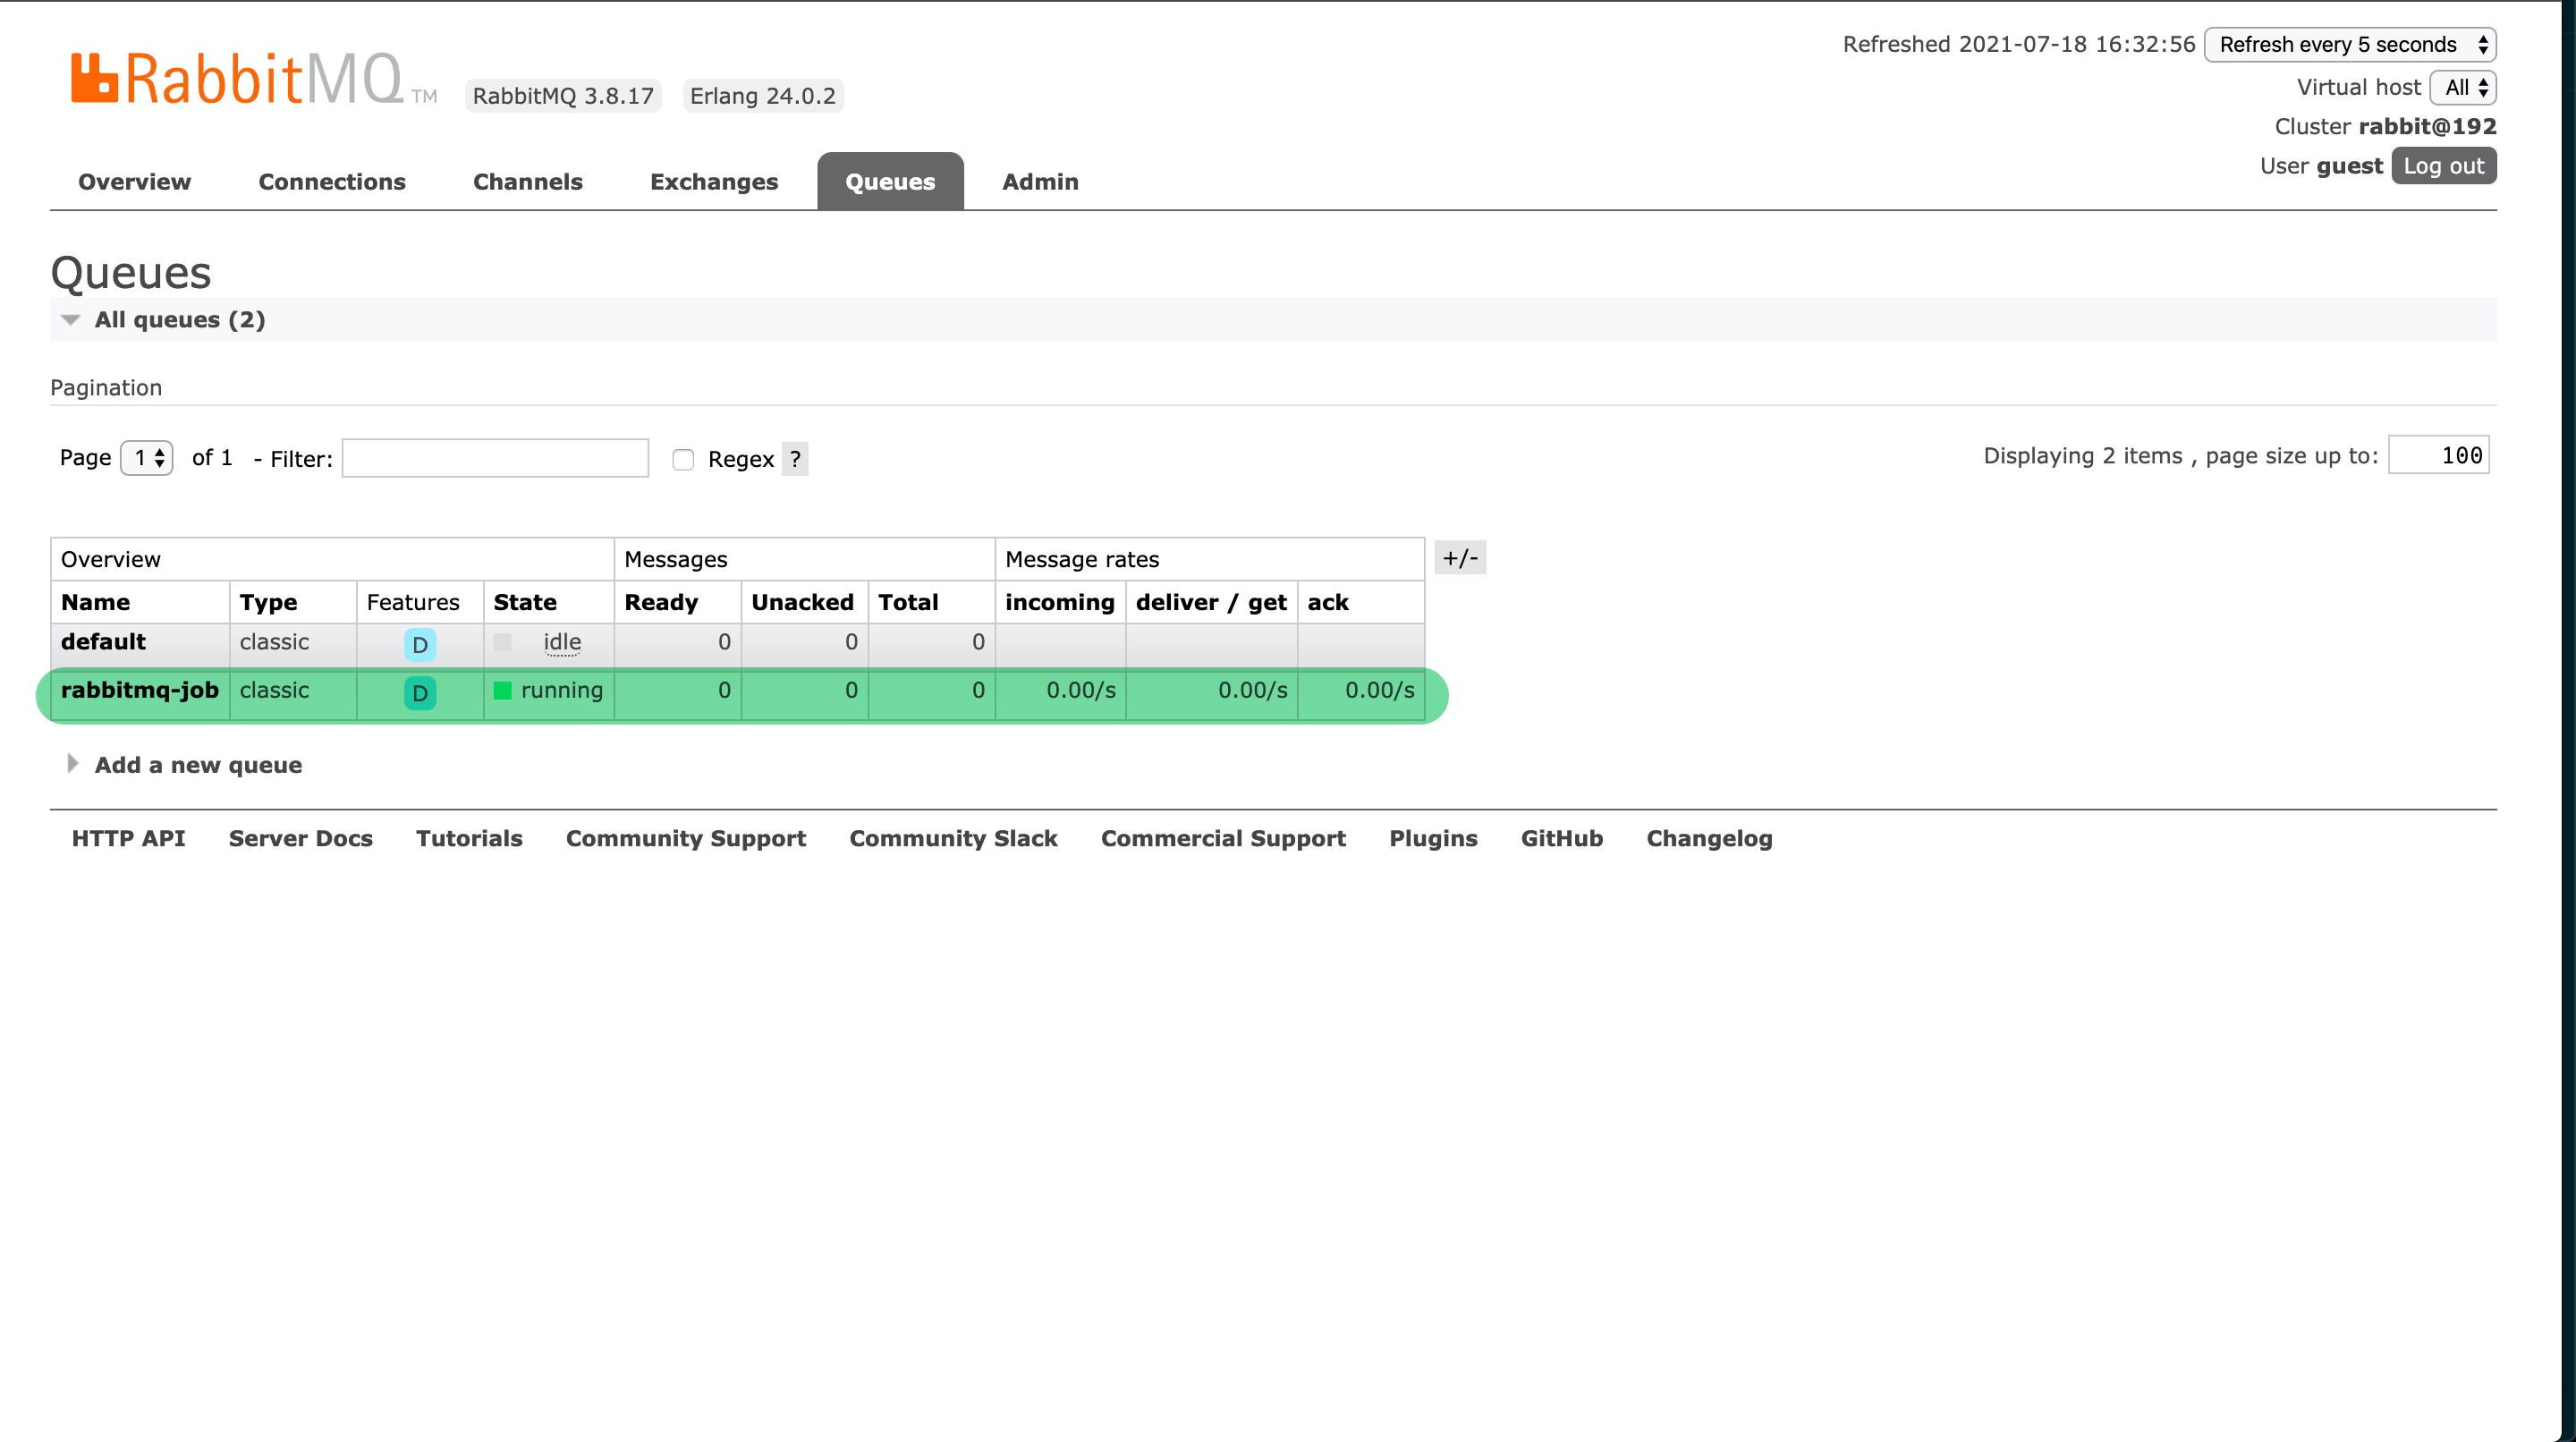 Refreshed 2021-07-18 16:32:56 Refresh every 5 seconds
RabbitMQ TM RabbitMQ 3.8.17 Erlang 24.0.2
Virtual host All
Cluster rabbit@192
User guest Log out
Overview Connections Channels Exchanges Queues Admin
Queues
All queues (2)
Pagination
Page 1 of 1 - Filter: Regex ? Displaying 2 items , page size up to: 100
Overview Messages Message rates +/-
Name Type Features State Ready Unacked Total incoming deliver / get ack
default classic D idle 0 0 0
rabbitmq-job classic D running 0 0 0 0.00/s 0.00/s 0.00/s
Add a new queue
HTTP API Server Docs Tutorials Community Support Community Slack Commercial Support Plugins GitHub Changelog